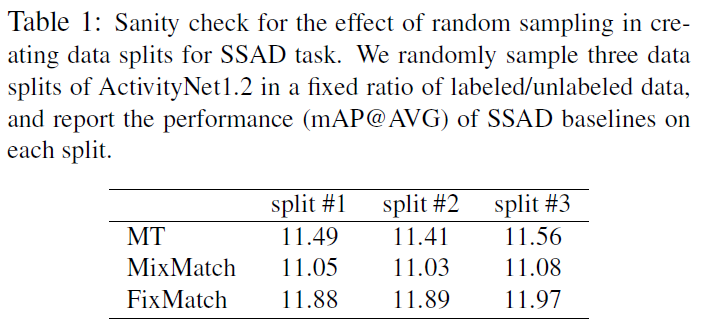 Table 1: Sanity check for the effect of random sampling in cre-
ating data splits for SSAD task. We randomly sample three data
splits of ActivityNet1.2 in a fixed ratio of labeled/unlabeled data,
and report the performance (mAP@AVG) of SSAD baselines on
each split.
split #1 split #2 split #3
MT 11.49 11.41 11.56
MixMatch 11.05 11.03 11.08
FixMatch 11.88 11.89 11.97